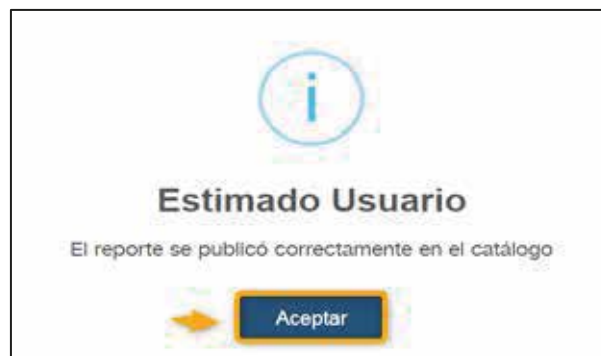 i
Estimado Usuario
El reporte se publicó correctamente en el catálogo
Aceptar